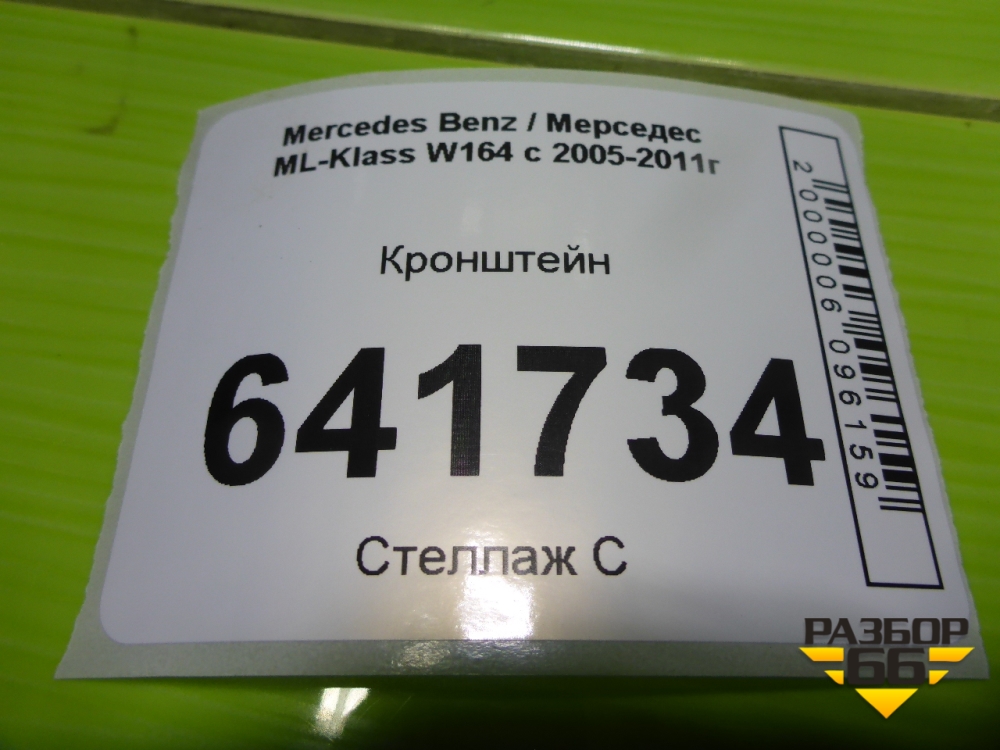 Mercedes Benz / Мерседес
ML-Klass W164 с 2005-2011г
Кронштейн
641734
Стеллаж С
2000006096159
РАЗБОР
66